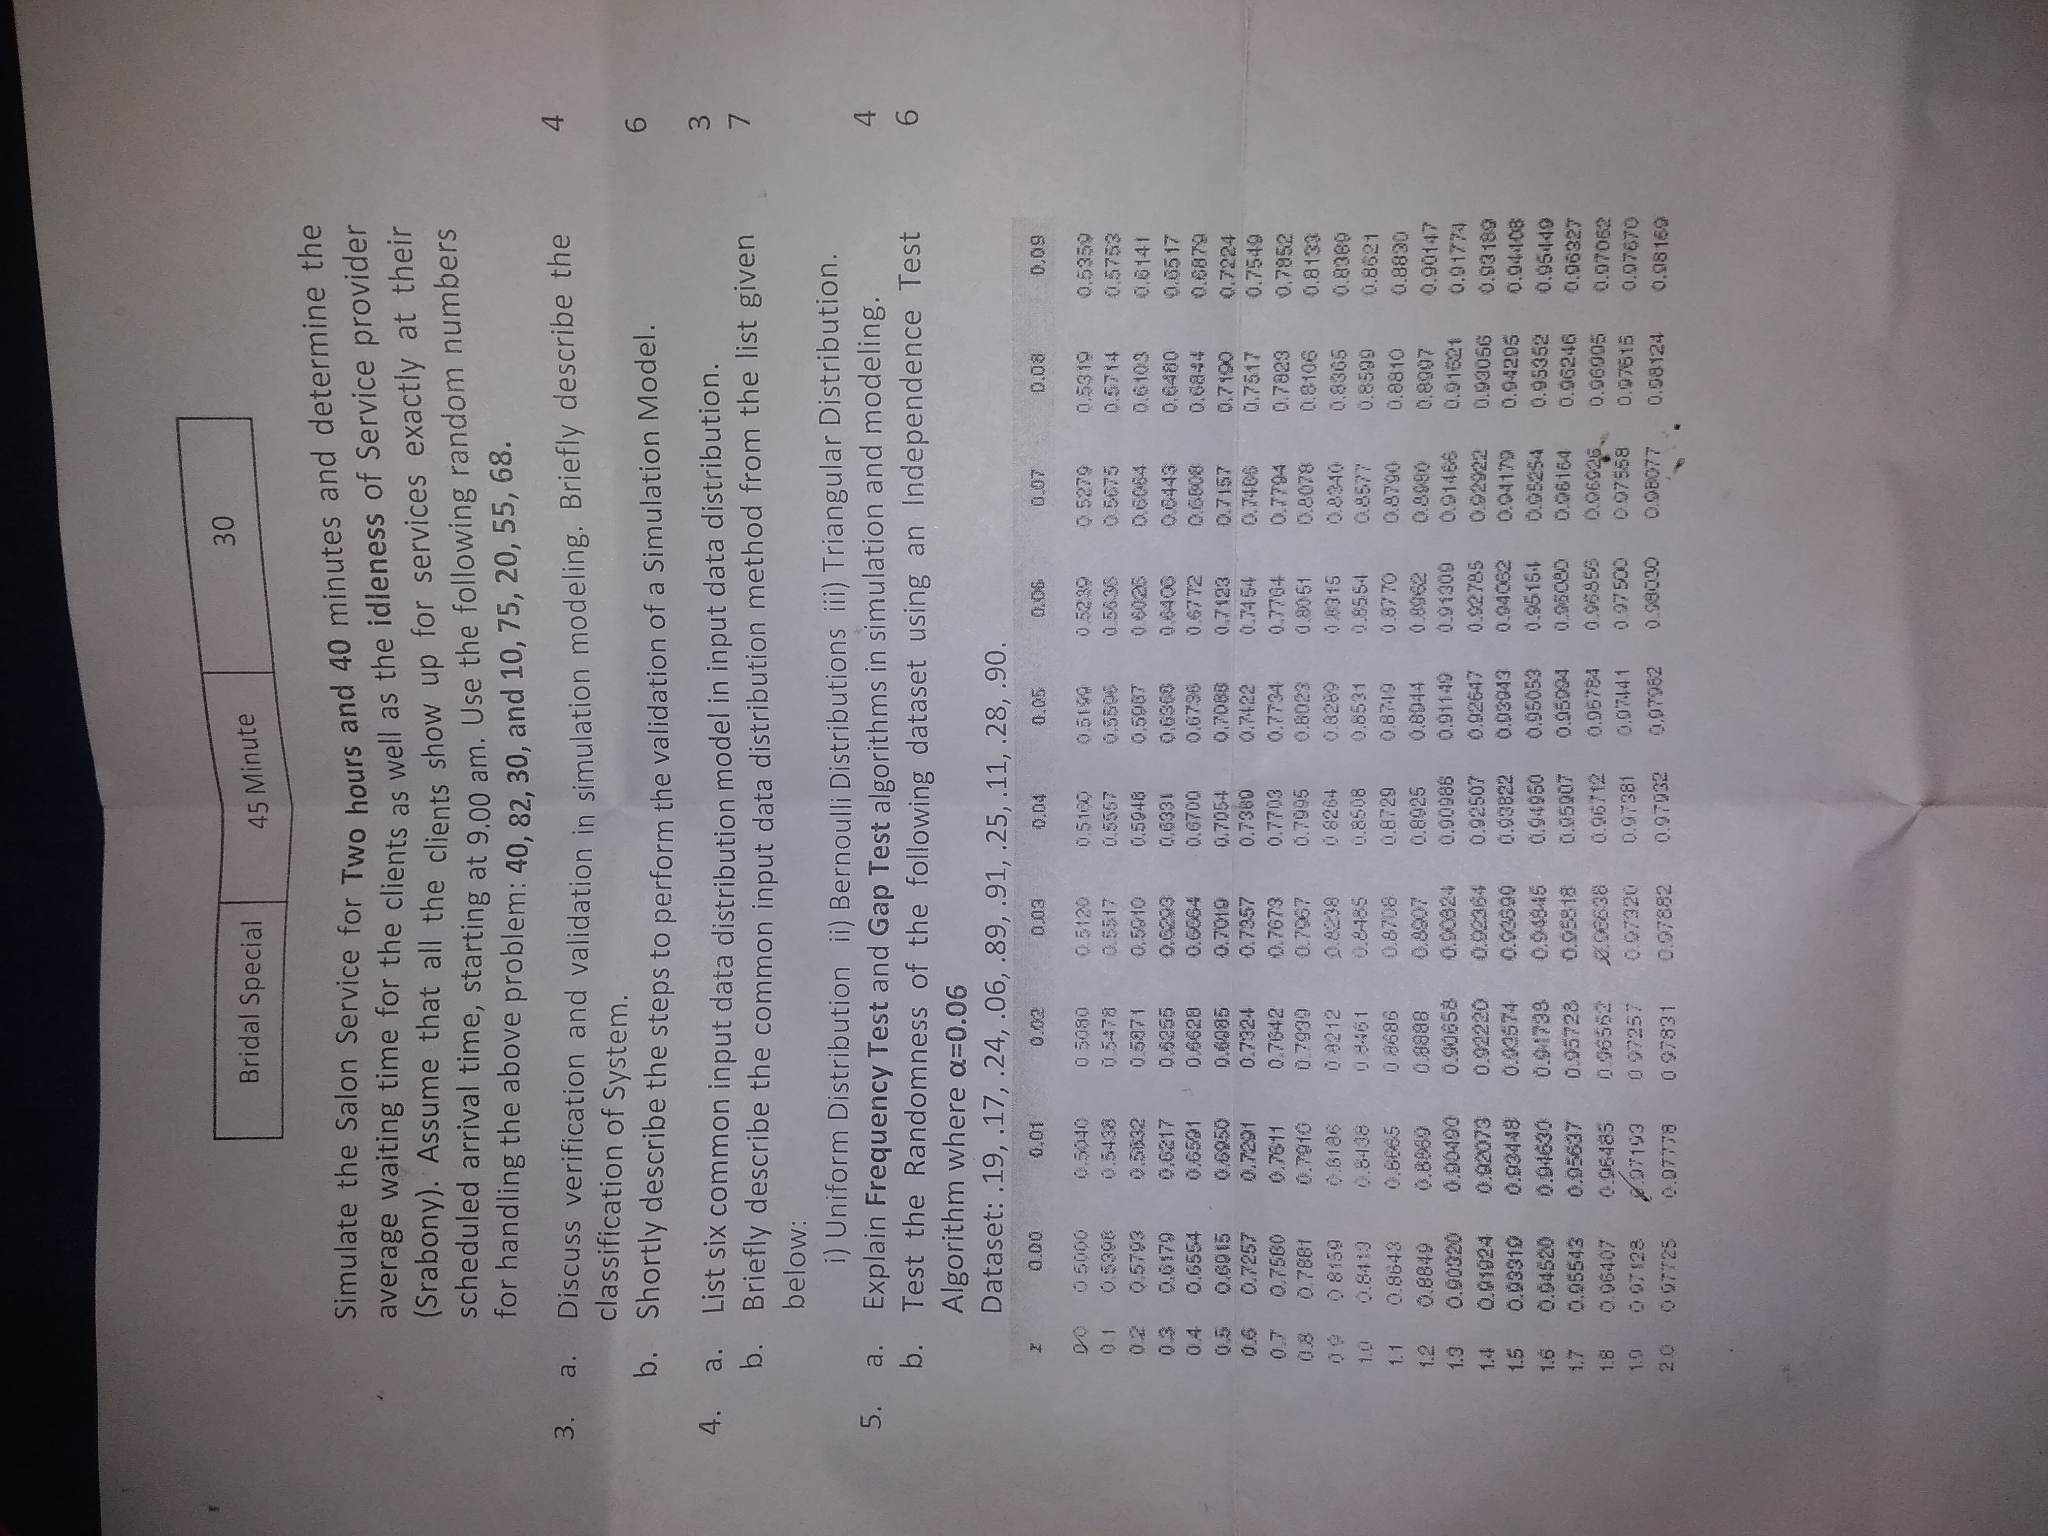 Bridal Special 45 Minute 30
Simulate the Salon Service for Two hours and 40 minutes and determine the
average waiting time for the clients as well as the idleness of Service provider
(Srabony). Assume that all the clients show up for services exactly at their
scheduled arrival time, starting at 9.00 am. Use the following random numbers
for handling the above problem: 40, 82, 30, and 10, 75, 20, 55, 68.
3. a. Discuss verification and validation in simulation modeling. Briefly describe the 4
classification of System.
b. Shortly describe the steps to perform the validation of a Simulation Model. 6
4. a. List six common input data distribution model in input data distribution. 3
b. Briefly describe the common input data distribution method from the list given 7
below:
i) Uniform Distribution ii) Bernoulli Distributions iii) Triangular Distribution.
5. a. Explain Frequency Test and Gap Test algorithms in simulation and modeling. 4
b. Test the Randomness of the following dataset using an Independence Test 6
Algorithm where α=0.06
Dataset: .19, .17, .24, .06, .89, .91, .25, .11, .28, .90.
z 0.00 0.01 0.02 0.03 0.04 0.05 0.06 0.07 0.08 0.09
0.0 0.5000 0.5040 0.5080 0.5120 0.5160 0.5199 0.5239 0.5279 0.5319 0.5359
0.1 0.5398 0.5438 0.5478 0.5517 0.5557 0.5596 0.5636 0.5675 0.5714 0.5753
0.2 0.5793 0.5832 0.5871 0.5910 0.5948 0.5987 0.6026 0.6064 0.6103 0.6141
0.3 0.6179 0.6217 0.6255 0.6293 0.6331 0.6368 0.6406 0.6443 0.6480 0.6517
0.4 0.6554 0.6591 0.6628 0.6664 0.6700 0.6736 0.6772 0.6808 0.6844 0.6879
0.5 0.6915 0.6950 0.6985 0.7019 0.7054 0.7088 0.7123 0.7157 0.7190 0.7224
0.6 0.7257 0.7291 0.7324 0.7357 0.7389 0.7422 0.7454 0.7486 0.7517 0.7549
0.7 0.7580 0.7611 0.7642 0.7673 0.7703 0.7734 0.7764 0.7794 0.7823 0.7852
0.8 0.7881 0.7910 0.7939 0.7967 0.7995 0.8023 0.8051 0.8078 0.8106 0.8133
0.9 0.8159 0.8186 0.8212 0.8238 0.8264 0.8289 0.8315 0.8340 0.8365 0.8389
1.0 0.8413 0.8438 0.8461 0.8485 0.8508 0.8531 0.8554 0.8577 0.8599 0.8621
1.1 0.8643 0.8665 0.8686 0.8708 0.8729 0.8749 0.8770 0.8790 0.8810 0.8830
1.2 0.8849 0.8869 0.8888 0.8907 0.8925 0.8944 0.8962 0.8980 0.8997 0.90147
1.3 0.90320 0.90490 0.90658 0.90824 0.90988 0.91149 0.91309 0.91466 0.91621 0.91774
1.4 0.91924 0.92073 0.92220 0.92364 0.92507 0.92647 0.92785 0.92922 0.93056 0.93189
1.5 0.93319 0.93448 0.93574 0.93699 0.93822 0.93943 0.94062 0.94179 0.94295 0.94408
1.6 0.94520 0.94630 0.94738 0.94845 0.94950 0.95053 0.95154 0.95254 0.95352 0.95449
1.7 0.95543 0.95637 0.95728 0.95818 0.95907 0.95994 0.96080 0.96164 0.96246 0.96327
1.8 0.96407 0.96485 0.96562 0.96638 0.96712 0.96784 0.96856 0.96926 0.96995 0.97062
1.9 0.97128 0.97193 0.97257 0.97320 0.97381 0.97441 0.97500 0.97558 0.97615 0.97670
2.0 0.97725 0.97778 0.97831 0.97882 0.97932 0.97982 0.98030 0.98077 0.98124 0.98169